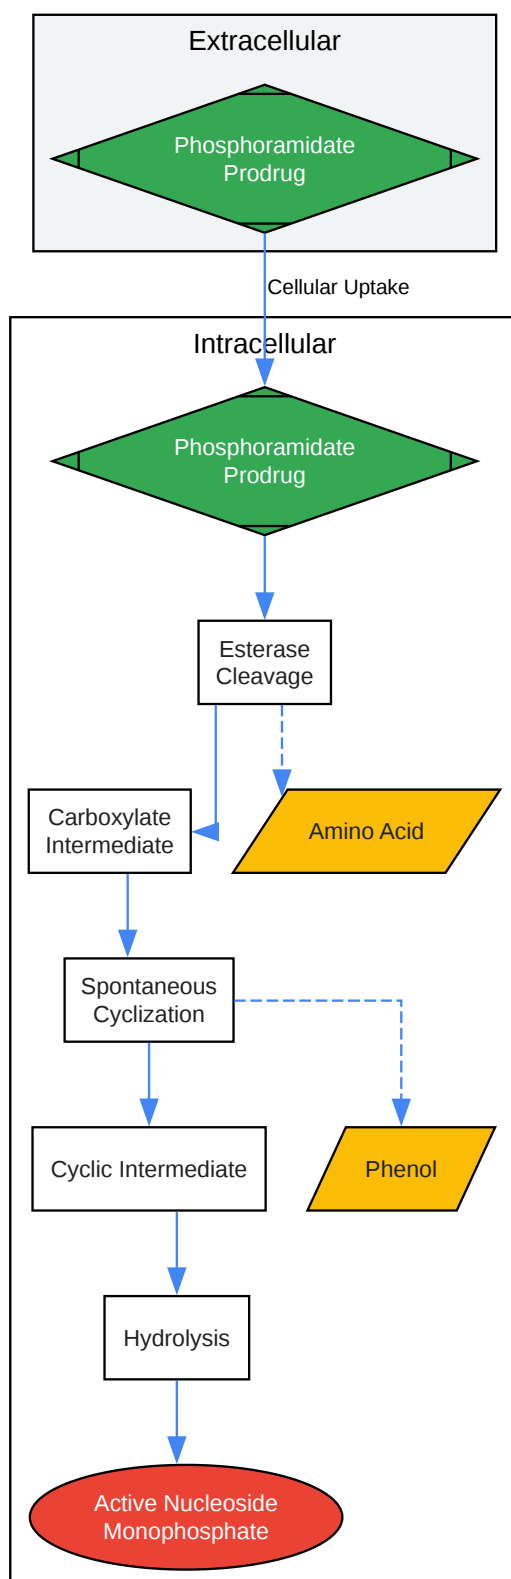 Extracellular
Phosphoramidate
Prodrug
Cellular Uptake
Intracellular
Phosphoramidate
Prodrug
Esterase
Cleavage
Carboxylate
Intermediate
Amino Acid
Spontaneous
Cyclization
Cyclic Intermediate
Phenol
Hydrolysis
Active Nucleoside
Monophosphate